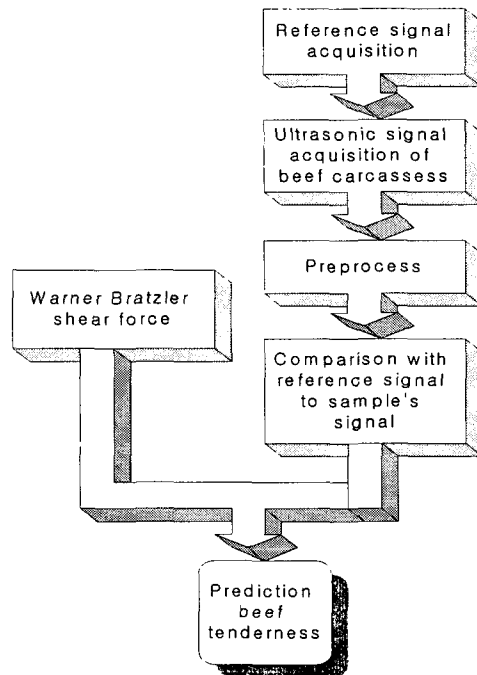 Reference signal
acquisition
Ultrasonic signal
acquisition of
beef carcassess
Preprocess
Warner Bratzler
shear force
Comparison with
reference signal
to sample's
signal
Prediction
beef
tenderness